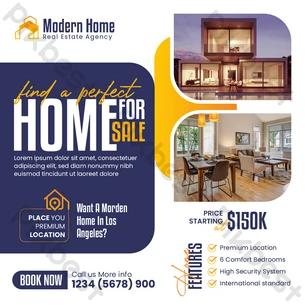 Modern Home
Real Estate Agency
find a perfect
HOME FOR SALE
Lorem ipsum dolor sit amet,
consectetuer adipiscing elit, sed diam
nonummy nibh euismod tincidunt ut
PLACE YOU
PREMIUM
LOCATION
Want A Morden
Home In Los
Angeles?
BOOK NOW
Call us More info
1234 (5678) 900
PRICE
STARTING
at
$150K
Home
FEATURES
Premium Location
6 Comfort Bedrooms
High Security System
International standard